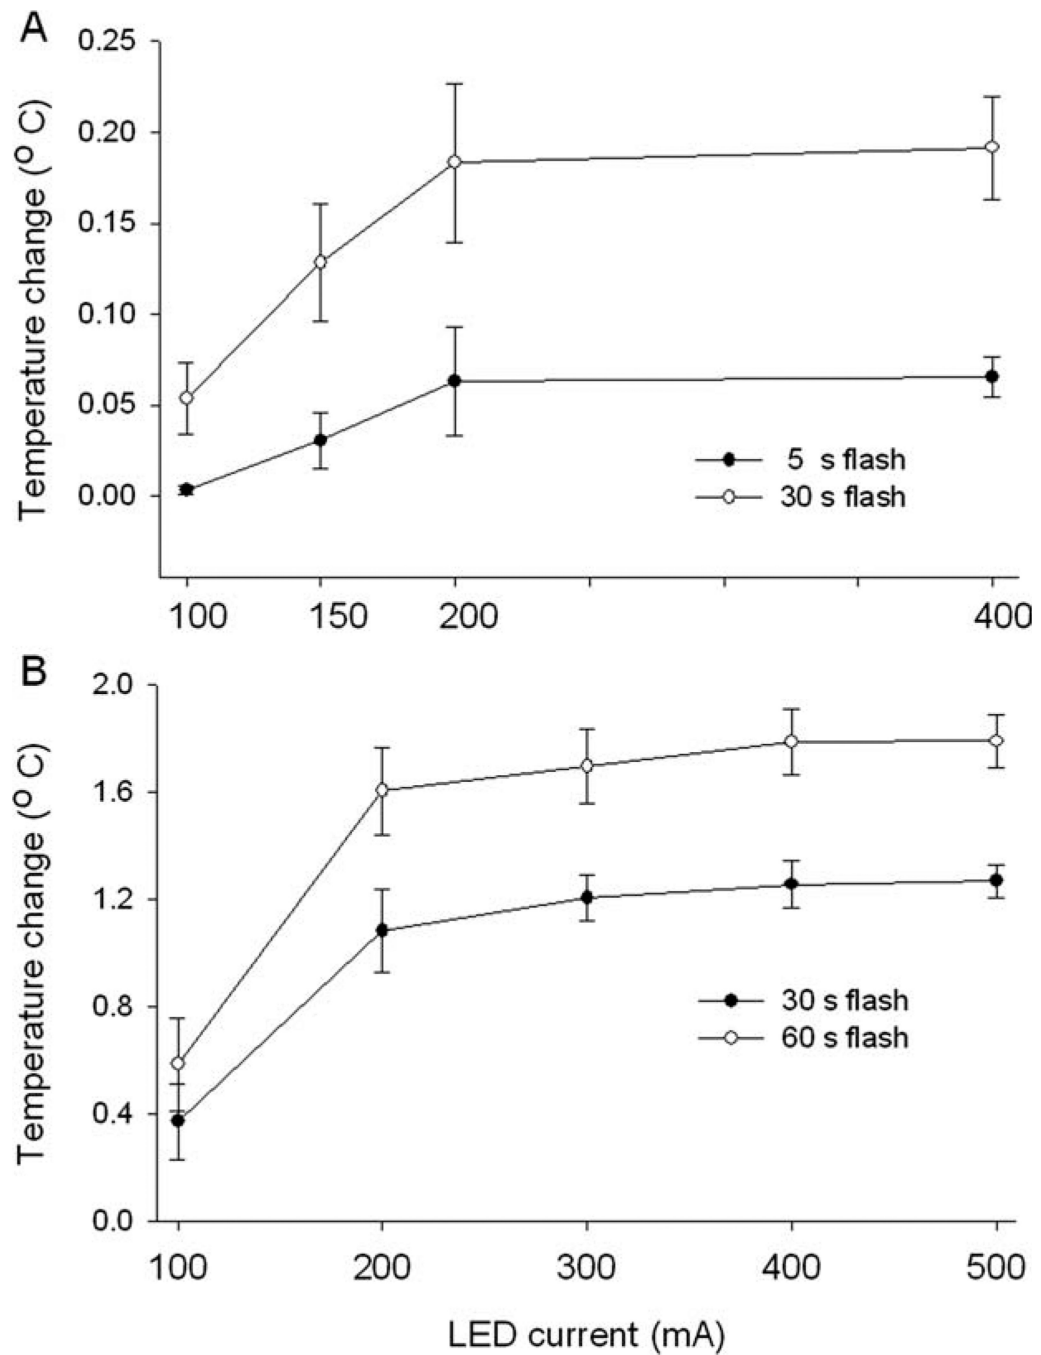 A
0.25
0.20
0.15
0.10
0.05
0.00
Temperature change (º C)
5 s flash
30 s flash
100 150 200 400
B
2.0
1.6
1.2
0.8
0.4
0.0
Temperature change (º C)
30 s flash
60 s flash
100 200 300 400 500
LED current (mA)